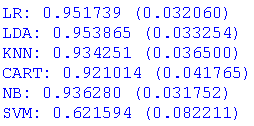 LR: 0.951739 (0.032060)
LDA: 0.953865 (0.033254)
KNN: 0.934251 (0.036500)
CART: 0.921014 (0.041765)
NB: 0.936280 (0.031752)
SVM: 0.621594 (0.082211)